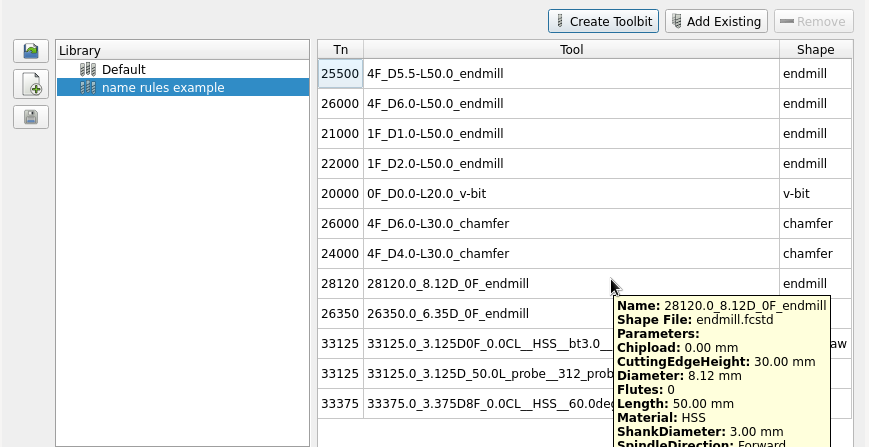 Create Toolbit Add Existing Remove
Library
Default
name rules example
Tn Tool Shape
25500 4F_D5.5-L50.0_endmill endmill
26000 4F_D6.0-L50.0_endmill endmill
21000 1F_D1.0-L50.0_endmill endmill
22000 1F_D2.0-L50.0_endmill endmill
20000 0F_D0.0-L20.0_v-bit v-bit
26000 4F_D6.0-L30.0_chamfer chamfer
24000 4F_D4.0-L30.0_chamfer chamfer
28120 28120.0_8.12D_0F_endmill endmill
26350 26350.0_6.35D_0F_endmill
33125 33125.0_3.125D0F_0.0CL__HSS__bt3.0__ aw
33125 33125.0_3.125D_50.0L_probe__312_prob
33375 33375.0_3.375D8F_0.0CL__HSS__60.0deg
Name: 28120.0_8.12D_0F_endmill
Shape File: endmill.fcstd
Parameters:
Chipload: 0.00 mm
CuttingEdgeHeight: 30.00 mm
Diameter: 8.12 mm
Flutes: 0
Length: 50.00 mm
Material: HSS
ShankDiameter: 3.00 mm
SpindleDirection: Forward